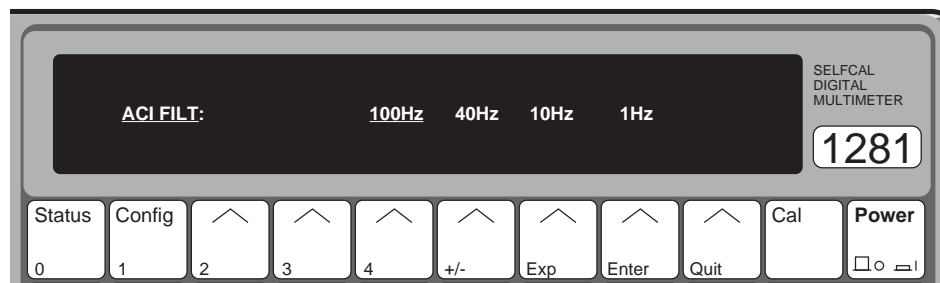 SELFCAL
DIGITAL
MULTIMETER
ACI FILT: 100Hz 40Hz 10Hz 1Hz
1281
Status Config Cal Power
0 1 2 3 4 +/- Exp Enter Quit